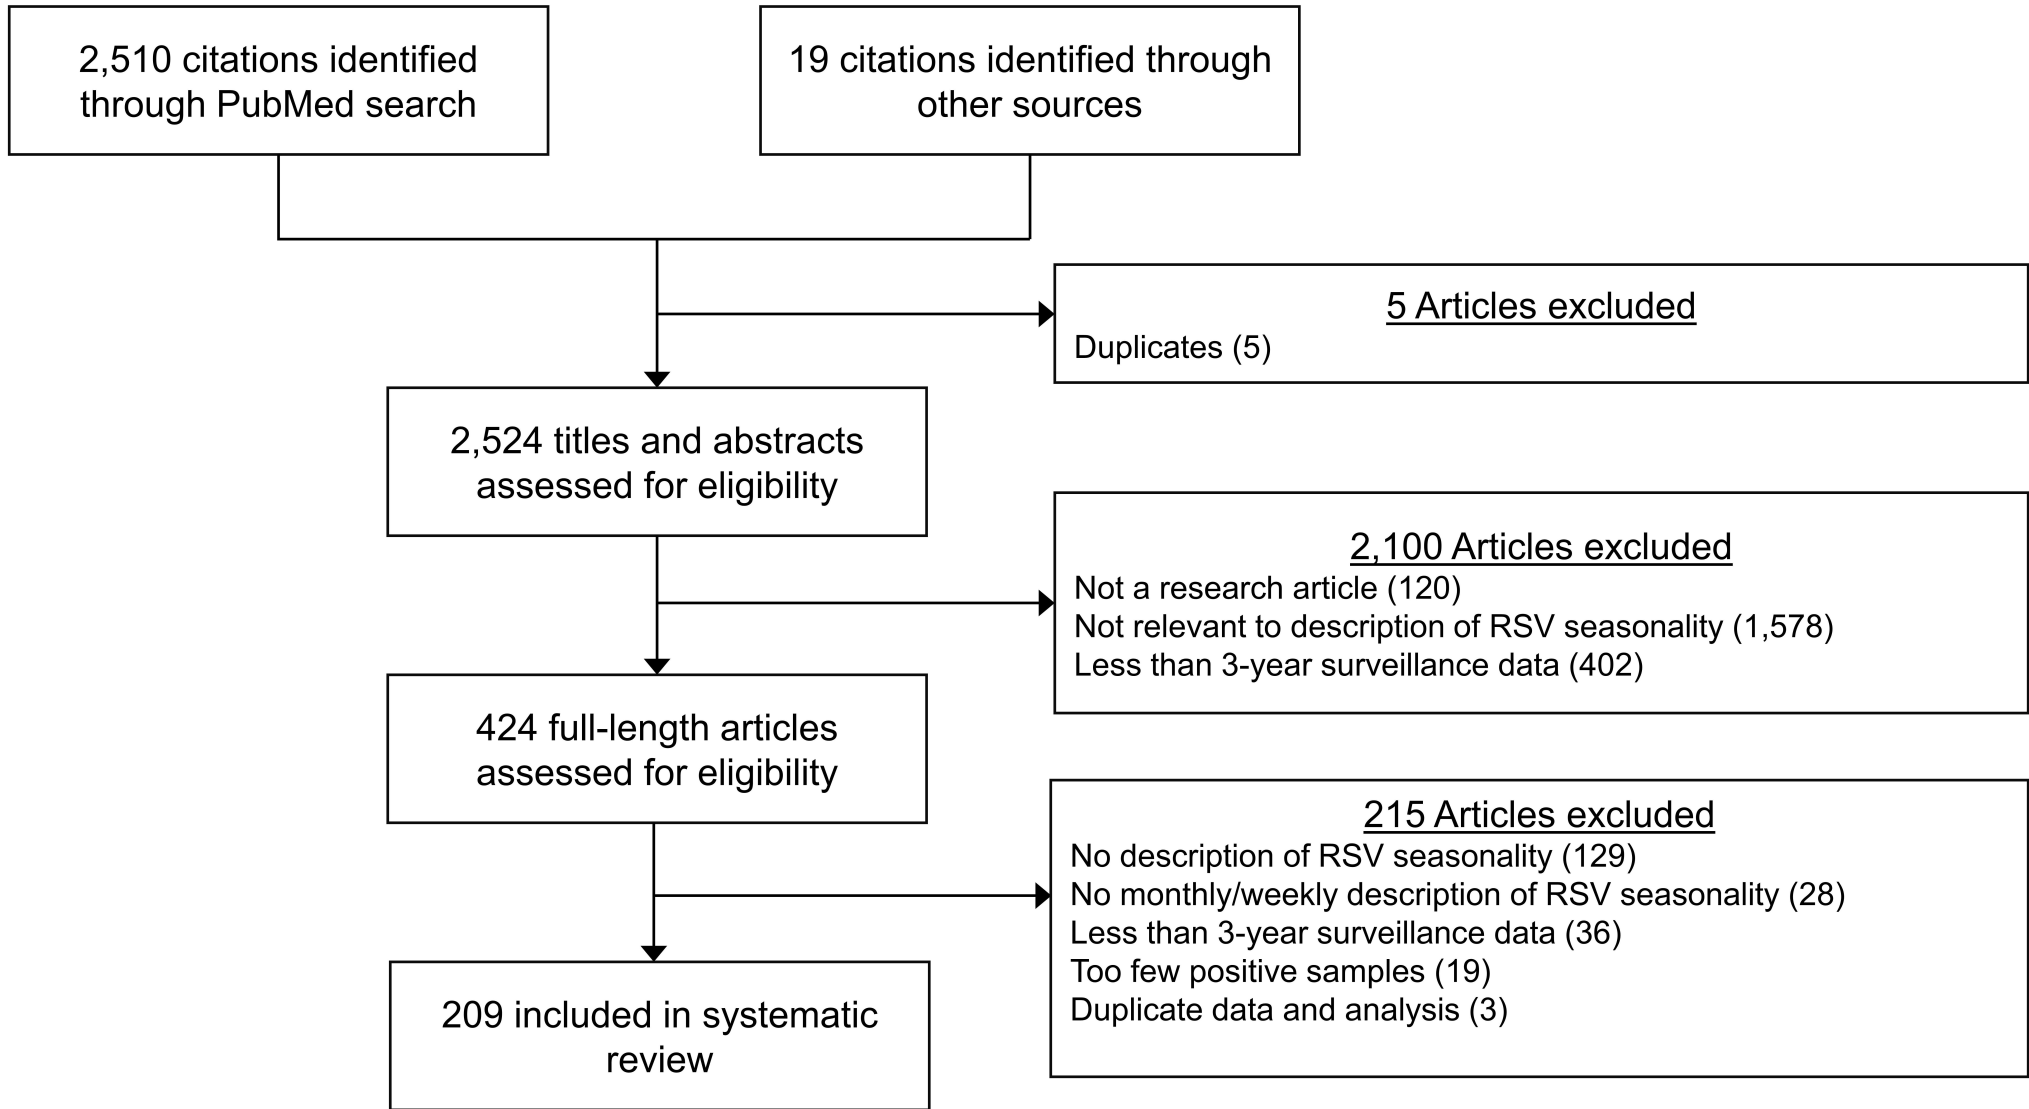 2,510 citations identified
through PubMed search
19 citations identified through
other sources
5 Articles excluded
Duplicates (5)
2,524 titles and abstracts
assessed for eligibility
2,100 Articles excluded
Not a research article (120)
Not relevant to description of RSV seasonality (1,578)
Less than 3-year surveillance data (402)
424 full-length articles
assessed for eligibility
215 Articles excluded
No description of RSV seasonality (129)
No monthly/weekly description of RSV seasonality (28)
Less than 3-year surveillance data (36)
Too few positive samples (19)
Duplicate data and analysis (3)
209 included in systematic
review